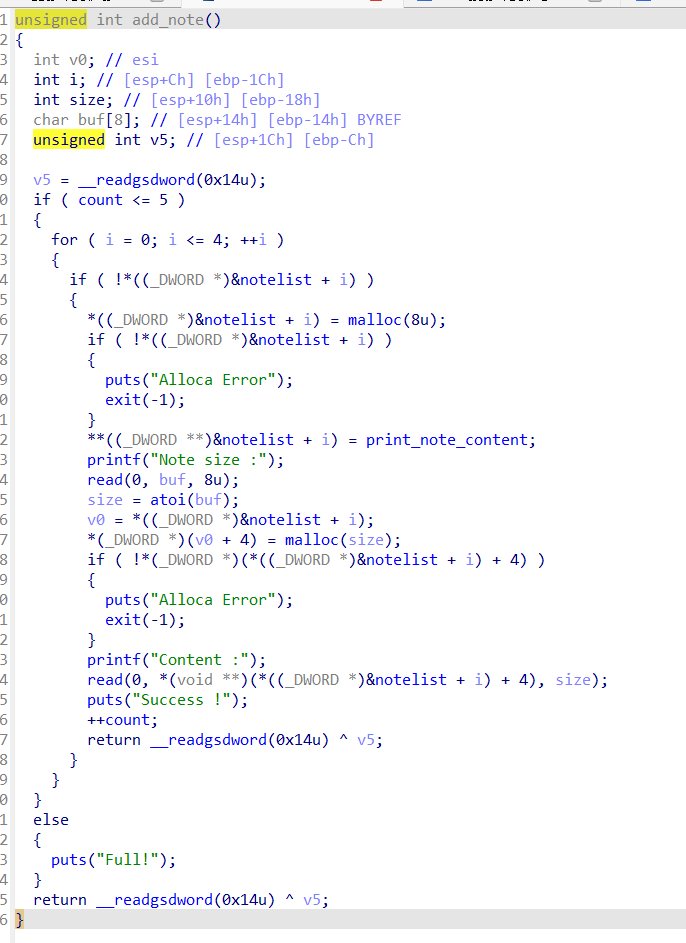 1 unsigned int add_note()
2 {
3 int v0; // esi
4 int i; // [esp+Ch] [ebp-1Ch]
5 int size; // [esp+10h] [ebp-18h]
6 char buf[8]; // [esp+14h] [ebp-14h] BYREF
7 unsigned int v5; // [esp+1Ch] [ebp-Ch]
8
9 v5 = __readgsdword(0x14u);
0 if ( count <= 5 )
1 {
2 for ( i = 0; i <= 4; ++i )
3 {
4 if ( !*((_DWORD *)&notelist + i) )
5 {
6 *((_DWORD *)&notelist + i) = malloc(8u);
7 if ( !*((_DWORD *)&notelist + i) )
8 {
9 puts("Alloca Error");
0 exit(-1);
1 }
2 **((_DWORD **)&notelist + i) = print_note_content;
3 printf("Note size :");
4 read(0, buf, 8u);
5 size = atoi(buf);
6 v0 = *((_DWORD *)&notelist + i);
7 *(_DWORD *)(v0 + 4) = malloc(size);
8 if ( !*(_DWORD *)(*((_DWORD *)&notelist + i) + 4) )
9 {
0 puts("Alloca Error");
1 exit(-1);
2 }
3 printf("Content :");
4 read(0, *(void **)(*((_DWORD *)&notelist + i) + 4), size);
5 puts("Success !");
6 ++count;
7 return __readgsdword(0x14u) ^ v5;
8 }
9 }
0 }
1 else
2 {
3 puts("Full!");
4 }
5 return __readgsdword(0x14u) ^ v5;
6 }